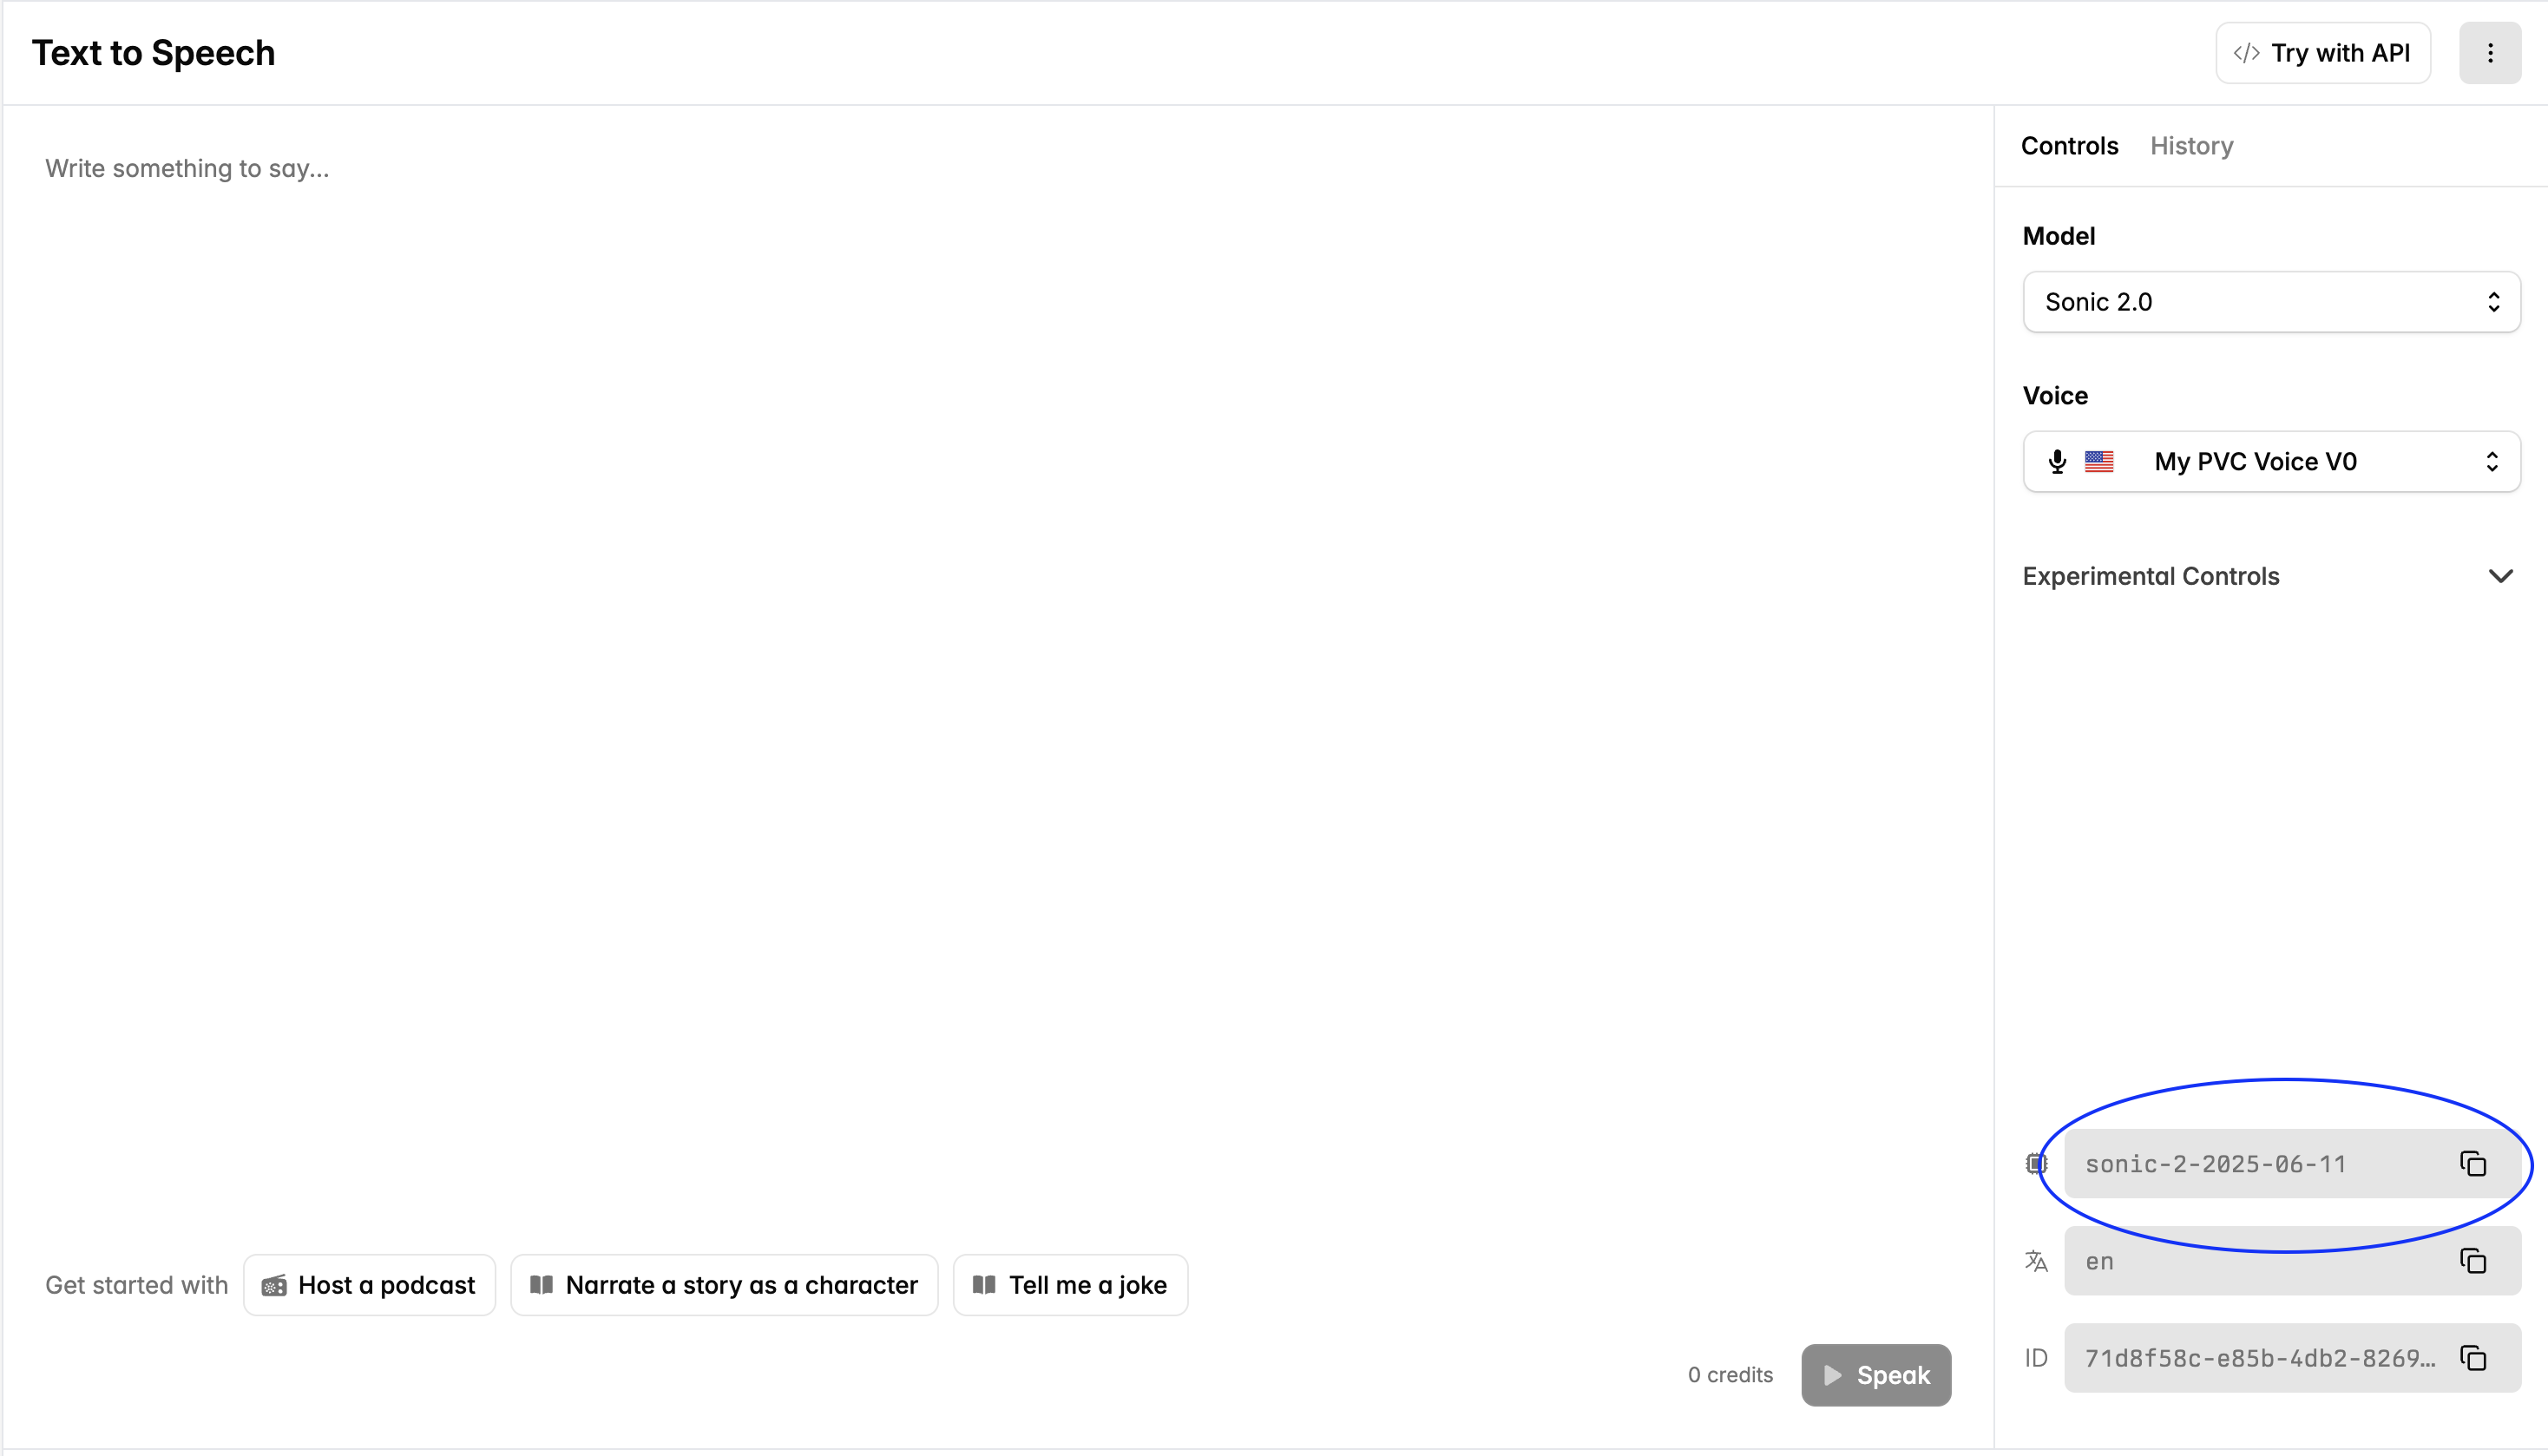 Text to Speech
</> Try with API
Write something to say...
Controls History
Model
Sonic 2.0
Voice
My PVC Voice V0
Experimental Controls
sonic-2-2025-06-11
en
ID 71d8f58c-e85b-4db2-8269…
Get started with Host a podcast Narrate a story as a character Tell me a joke
0 credits Speak